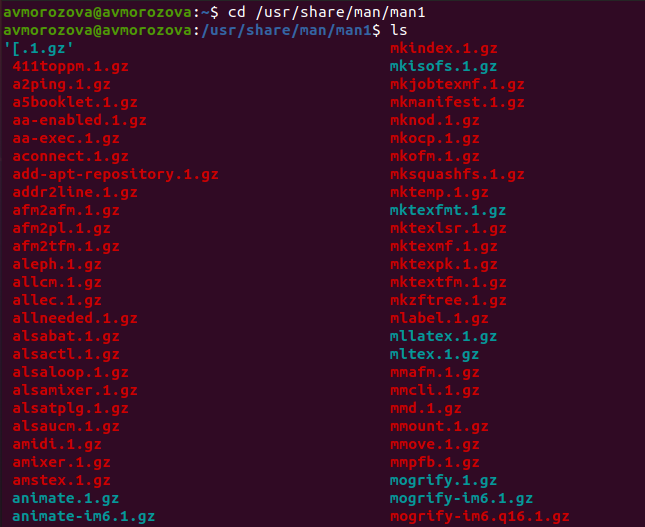 avmorozova@avmorozova:~$ cd /usr/share/man/man1
avmorozova@avmorozova:/usr/share/man/man1$ ls
'[.1.gz' mkindex.1.gz
411toppm.1.gz mkisofs.1.gz
a2ping.1.gz mkjobtexmf.1.gz
a5booklet.1.gz mkmanifest.1.gz
aa-enabled.1.gz mknod.1.gz
aa-exec.1.gz mkocp.1.gz
aconnect.1.gz mkofm.1.gz
add-apt-repository.1.gz mksquashfs.1.gz
addr2line.1.gz mktemp.1.gz
afm2afm.1.gz mktexfmt.1.gz
afm2pl.1.gz mktexlsr.1.gz
afm2tfm.1.gz mktexmf.1.gz
aleph.1.gz mktexpk.1.gz
allcm.1.gz mktextfm.1.gz
allec.1.gz mkzftree.1.gz
allneeded.1.gz mlabel.1.gz
alsabat.1.gz mllatex.1.gz
alsactl.1.gz mltex.1.gz
alsaloop.1.gz mmafm.1.gz
alsamixer.1.gz mmcli.1.gz
alsatplg.1.gz mmd.1.gz
alsaucm.1.gz mmount.1.gz
amidi.1.gz mmove.1.gz
amixer.1.gz mmpfb.1.gz
amstex.1.gz mogrify.1.gz
animate.1.gz mogrify-im6.1.gz
animate-im6.1.gz mogrify-im6.q16.1.gz